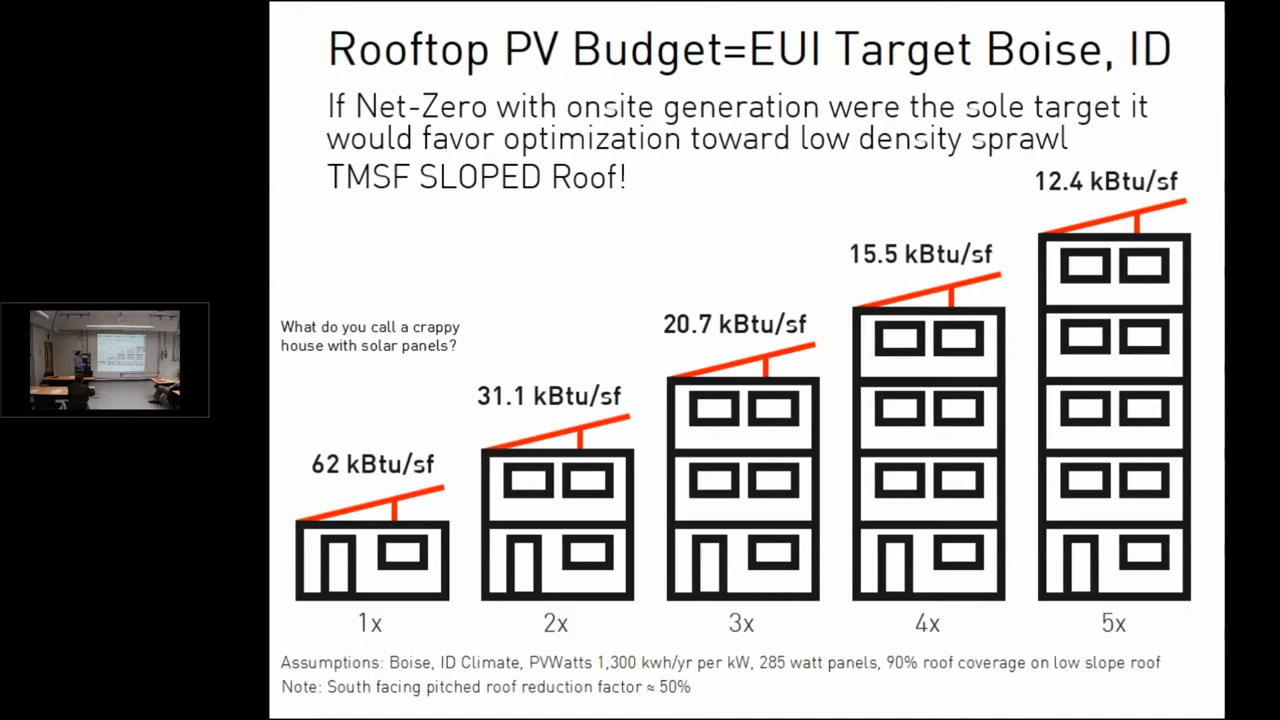 Rooftop PV Budget=EUI Target Boise, ID
If Net-Zero with onsite generation were the sole target it
would favor optimization toward low density sprawl
TMSF SLOPED Roof!
12.4 kBtu/sf
15.5 kBtu/sf
20.7 kBtu/sf
What do you call a crappy
house with solar panels?
31.1 kBtu/sf
62 kBtu/sf
1x
2x
3x
4x
5x
Assumptions: Boise, ID Climate, PVWatts 1,300 kwh/yr per kW, 285 watt panels, 90% roof coverage on low slope roof
Note: South facing pitched roof reduction factor ≈ 50%